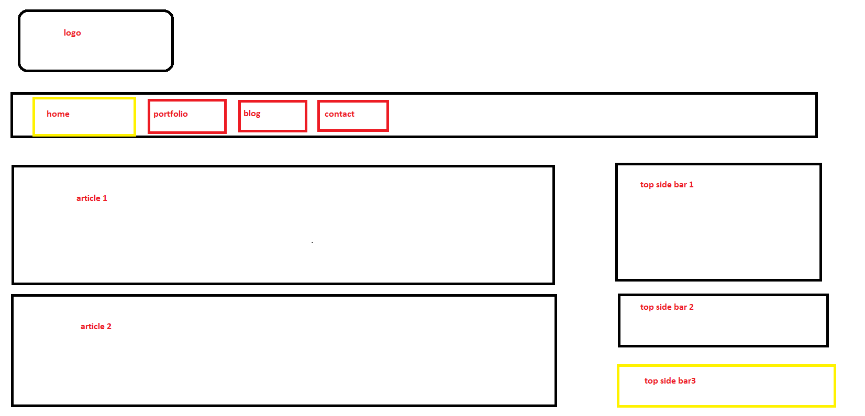 logo
home
portfolio
blog
contact
article 1
top side bar 1
article 2
top side bar 2
top side bar3